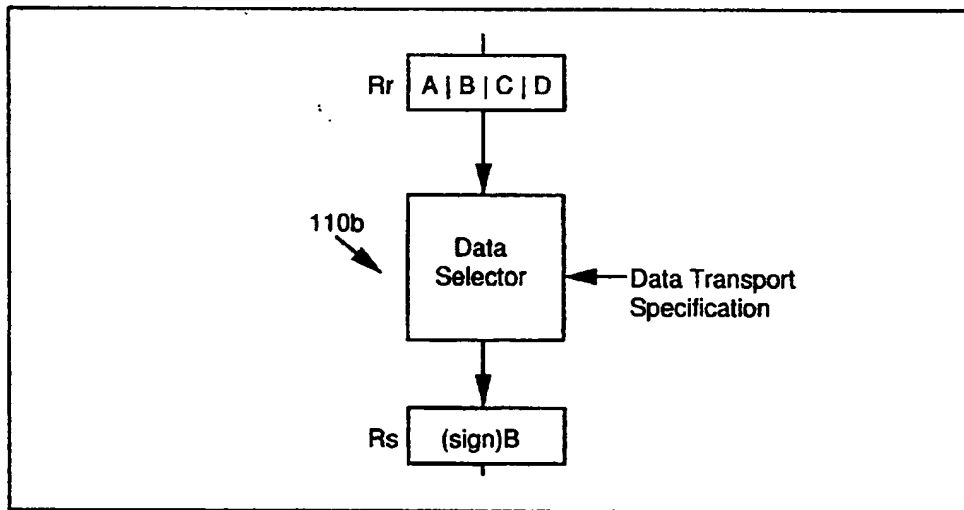 Rr A | B | C | D
110b
Data
Selector
Data Transport
Specification
Rs (sign)B